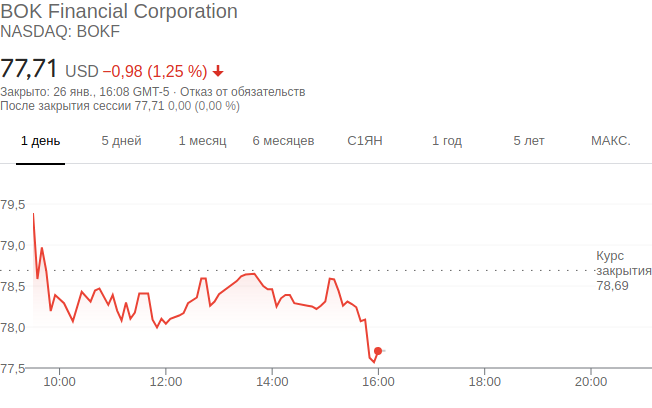 BOK Financial Corporation
NASDAQ: BOKF
77,71 USD −0,98 (1,25 %)
Закрыто: 26 янв., 16:08 GMT-5 · Отказ от обязательств
После закрытия сессии 77,71 0,00 (0,00 %)
1 день 5 дней 1 месяц 6 месяцев С1ЯН 1 год 5 лет МАКС.
79,5
79,0
Курс
закрытия
78,69
78,5
78,0
77,5
10:00 12:00 14:00 16:00 18:00 20:00